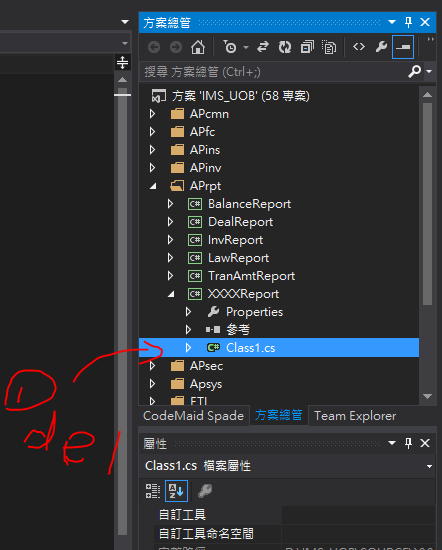 方案總管
搜尋 方案總管 (Ctrl+;)
方案 'IMS_UOB' (58 專案)
APcmn
APfc
APins
APinv
APrpt
C# BalanceReport
C# DealReport
C# InvReport
C# LawReport
C# TranAmtReport
C# XXXXReport
Properties
參考
C# Class1.cs
APsec
Apsys
ETL
CodeMaid Spade 方案總管 Team Explorer
屬性
Class1.cs 檔案屬性
自訂工具
自訂工具命名空間
① del